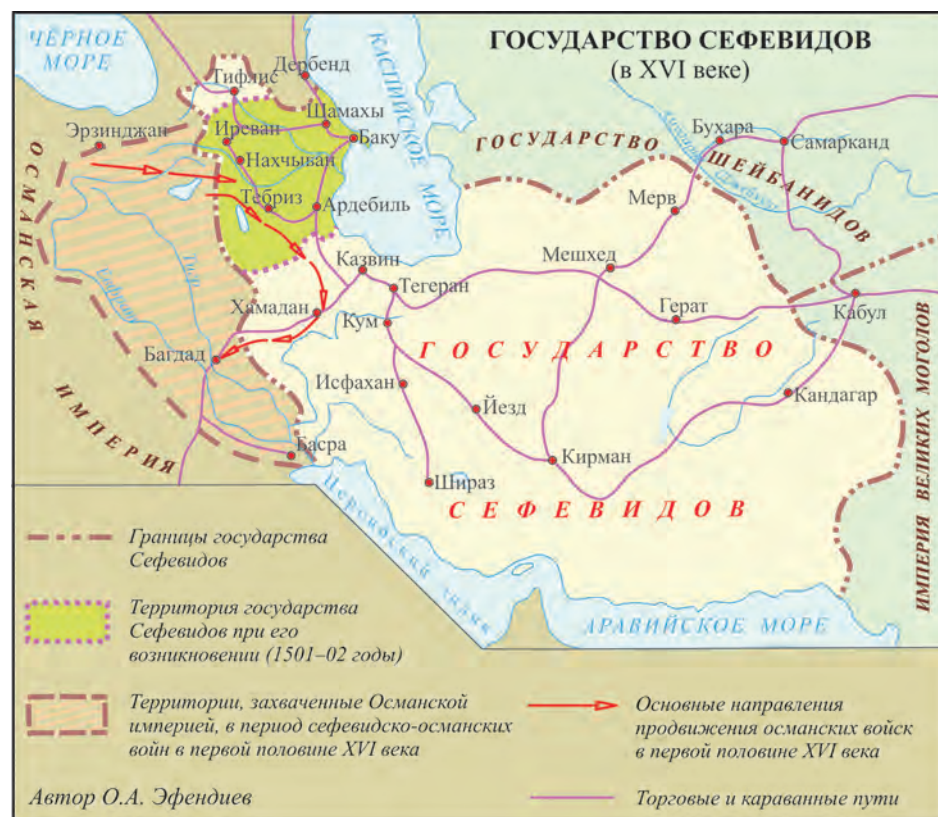 ГОСУДАРСТВО СЕФЕВИДОВ
(в XVI веке)
ЧЁРНОЕ
МОРЕ
КАСПИЙСКОЕ МОРЕ
Тифлис
Дербенд
Шамахы
Баку
Эрзинджан
Иреван
Нахчыван
Тебриз
Ардебиль
ОСМАНСКАЯ
ИМПЕРИЯ
ГОСУДАРСТВО
ШЕЙБАНИДОВ
Бухара
Самарканд
Мерв
Мешхед
Казвин
Тегеран
Герат
Кабул
Тигр
Евфрат
Хамадан
Кум
Багдад
ГОСУДАРСТВО
Исфахан
Йезд
Кандагар
Басра
Кирман
Шираз
СЕФЕВИДОВ
ИМПЕРИЯ ВЕЛИКИХ МОГОЛОВ
Персидский залив
АРАВИЙСКОЕ МОРЕ
Границы государства
Сефевидов
Территория государства
Сефевидов при его
возникновении (1501–02 годы)
Территории, захваченные Османской
империей, в период сефевидско-османских
войн в первой половине XVI века
Основные направления
продвижения османских войск
в первой половине XVI века
Автор О.А. Эфендиев
Торговые и караванные пути